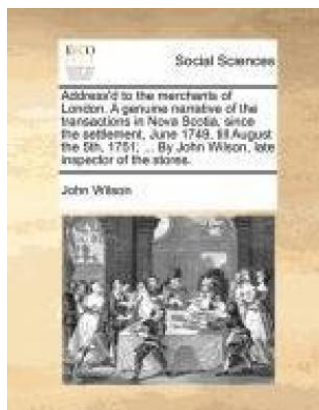 ECCO
Social Sciences
Address'd to the merchants of
London. A genuine narrative of the
transactions in Nova Scotia, since
the settlement, June 1749, till August
the 5th, 1751; ... By John Wilson, late
inspector of the stores.
John Wilson